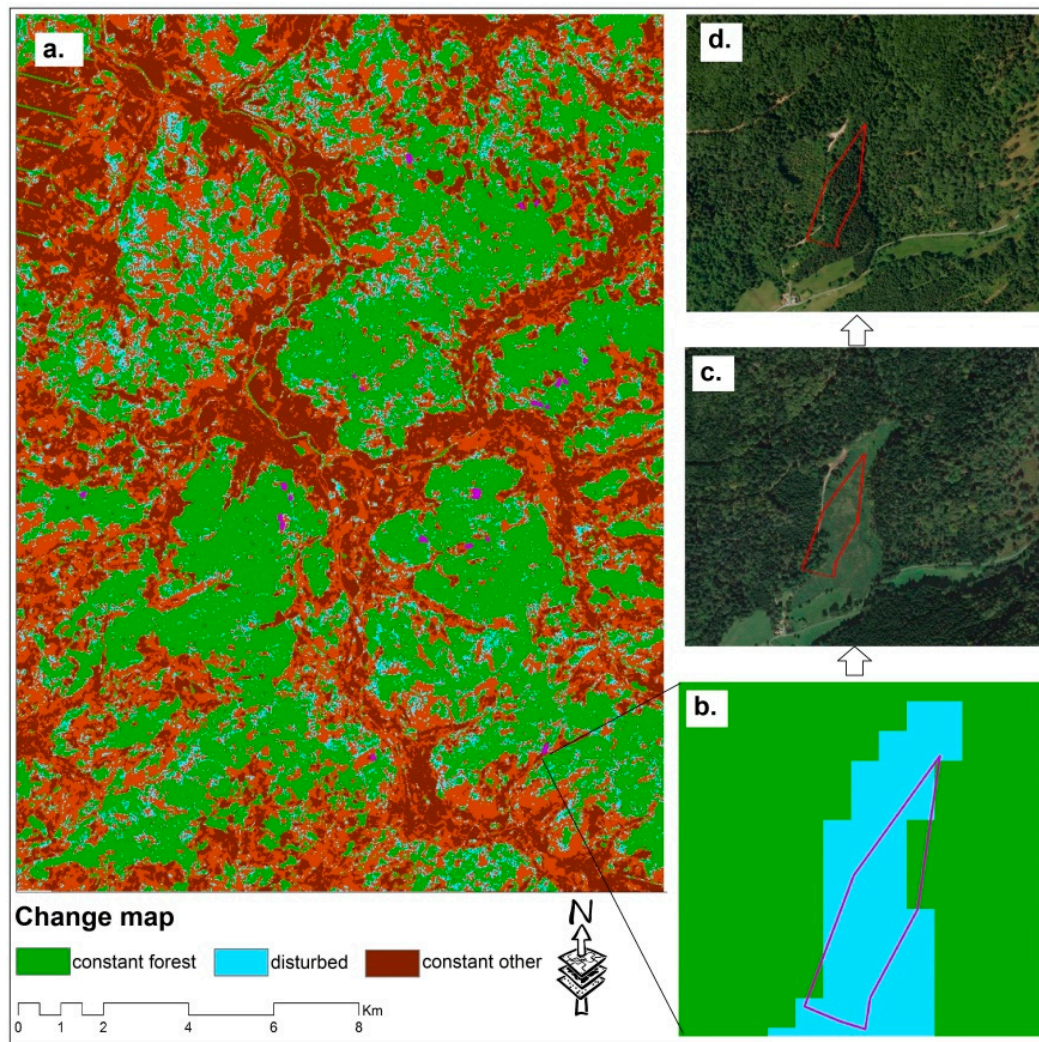 a.
d.
c.
b.
Change map
constant forest
disturbed
constant other
N
Km
0 1 2 4 6 8